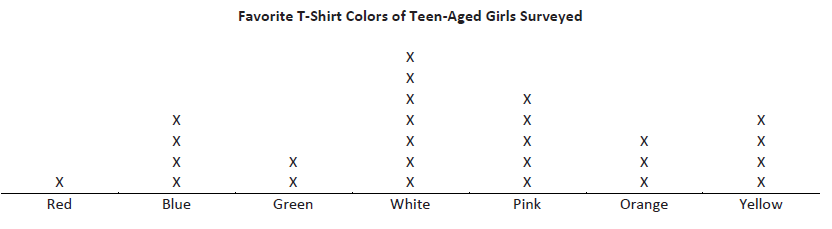 Favorite T-Shirt Colors of Teen-Aged Girls Surveyed
X
X
X X
X X X X X
X X X X X
X X X X X X
X X X X X X X
Red Blue Green White Pink Orange Yellow